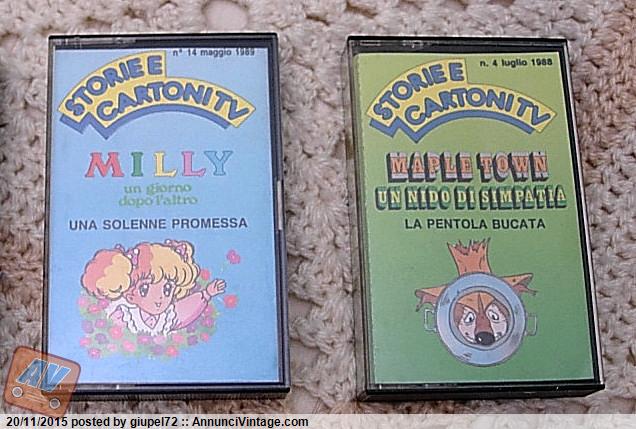 n° 14 maggio 1989
STORIE E
CARTONI TV
MILLY
un giorno
dopo l'altro
UNA SOLENNE PROMESSA
n. 4 luglio 1988
STORIE E
CARTONI TV
MAPLE TOWN
UN NIDO DI SIMPATIA
LA PENTOLA BUCATA
AV
20/11/2015 posted by giupel72 :: AnnunciVintage.com